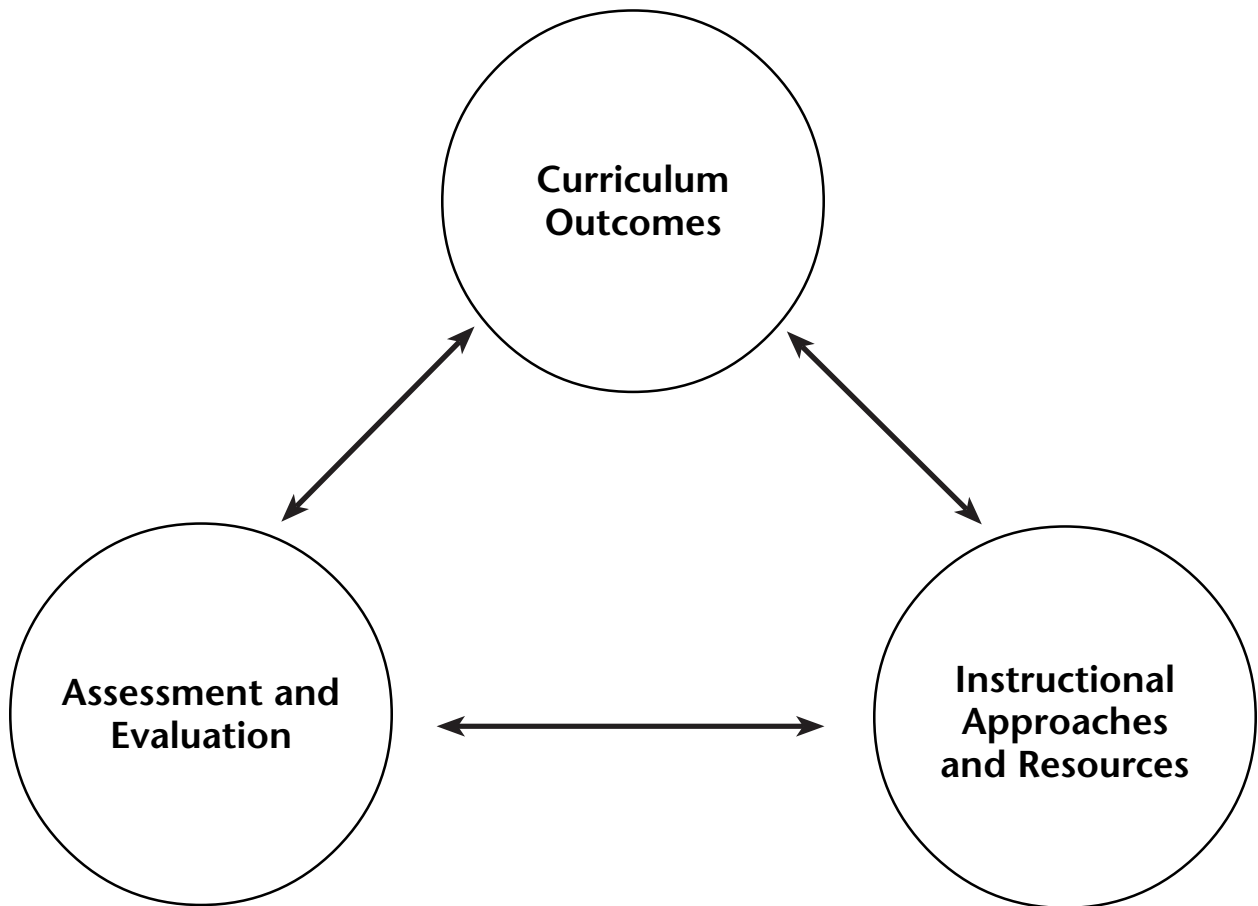 Curriculum
Outcomes
Assessment and
Evaluation
Instructional
Approaches
and Resources